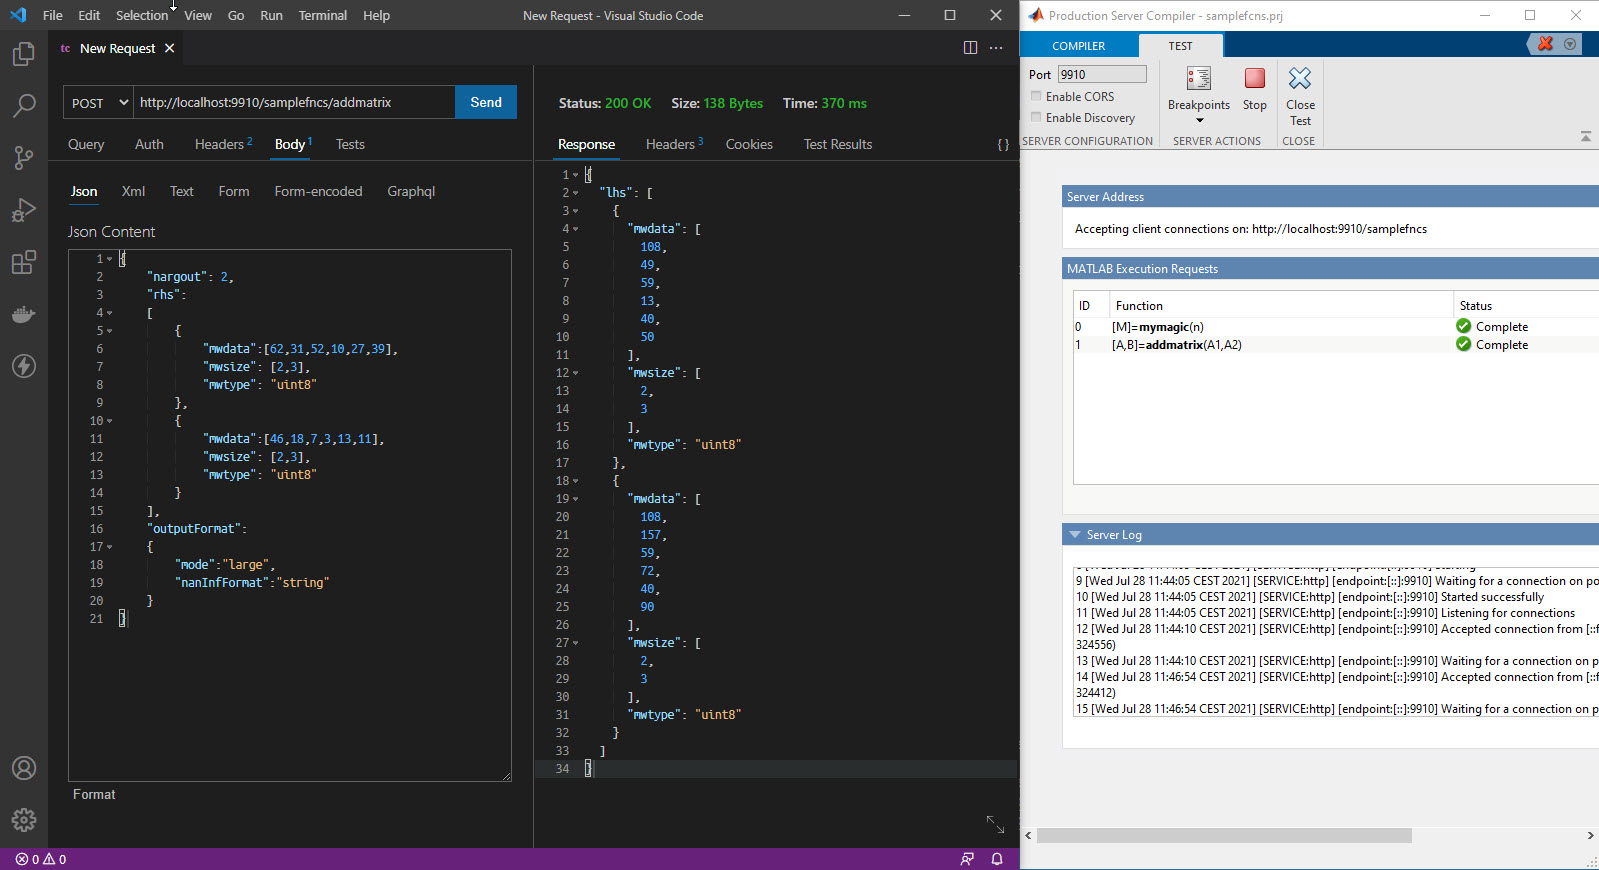 File Edit Selection View Go Run Terminal Help
New Request - Visual Studio Code
tc New Request
POST http://localhost:9910/samplefncs/addmatrix Send
Query Auth Headers 2 Body 1 Tests
Json Xml Text Form Form-encoded Graphql
Json Content
1 {
2 "nargout": 2,
3 "rhs":
4 [
5 {
6 "mwdata":[62,31,52,10,27,39],
7 "mwsize": [2,3],
8 "mwtype": "uint8"
9 },
10 {
11 "mwdata":[46,18,7,3,13,11],
12 "mwsize": [2,3],
13 "mwtype": "uint8"
14 }
15 ],
16 "outputFormat":
17 {
18 "mode":"large",
19 "nanInfFormat":"string"
20 }
21 }
Format
0 0
Status: 200 OK Size: 138 Bytes Time: 370 ms
Response Headers 3 Cookies Test Results { }
1 {
2 "lhs": [
3 {
4 "mwdata": [
5 108,
6 49,
7 59,
8 13,
9 40,
10 50
11 ],
12 "mwsize": [
13 2,
14 3
15 ],
16 "mwtype": "uint8"
17 },
18 {
19 "mwdata": [
20 108,
21 157,
22 59,
23 72,
24 40,
25 90
26 ],
27 "mwsize": [
28 2,
29 3
30 ],
31 "mwtype": "uint8"
32 }
33 ]
34 }
Production Server Compiler - samplefcns.prj
COMPILER TEST
Port 9910
Enable CORS
Enable Discovery
SERVER CONFIGURATION
Breakpoints
Stop
SERVER ACTIONS
Close
Test
CLOSE
Server Address
Accepting client connections on: http://localhost:9910/samplefncs
MATLAB Execution Requests
ID Function Status
0 [M]=mymagic(n) Complete
1 [A,B]=addmatrix(A1,A2) Complete
Server Log
9 [Wed Jul 28 11:44:05 CEST 2021] [SERVICE:http] [endpoint:[::]:9910] Waiting for a connection on po
10 [Wed Jul 28 11:44:05 CEST 2021] [SERVICE:http] [endpoint:[::]:9910] Started successfully
11 [Wed Jul 28 11:44:05 CEST 2021] [SERVICE:http] [endpoint:[::]:9910] Listening for connections
12 [Wed Jul 28 11:44:10 CEST 2021] [SERVICE:http] [endpoint:[::]:9910] Accepted connection from [::f
324556)
13 [Wed Jul 28 11:44:10 CEST 2021] [SERVICE:http] [endpoint:[::]:9910] Waiting for a connection on p
14 [Wed Jul 28 11:46:54 CEST 2021] [SERVICE:http] [endpoint:[::]:9910] Accepted connection from [::f
324412)
15 [Wed Jul 28 11:46:54 CEST 2021] [SERVICE:http] [endpoint:[::]:9910] Waiting for a connection on p